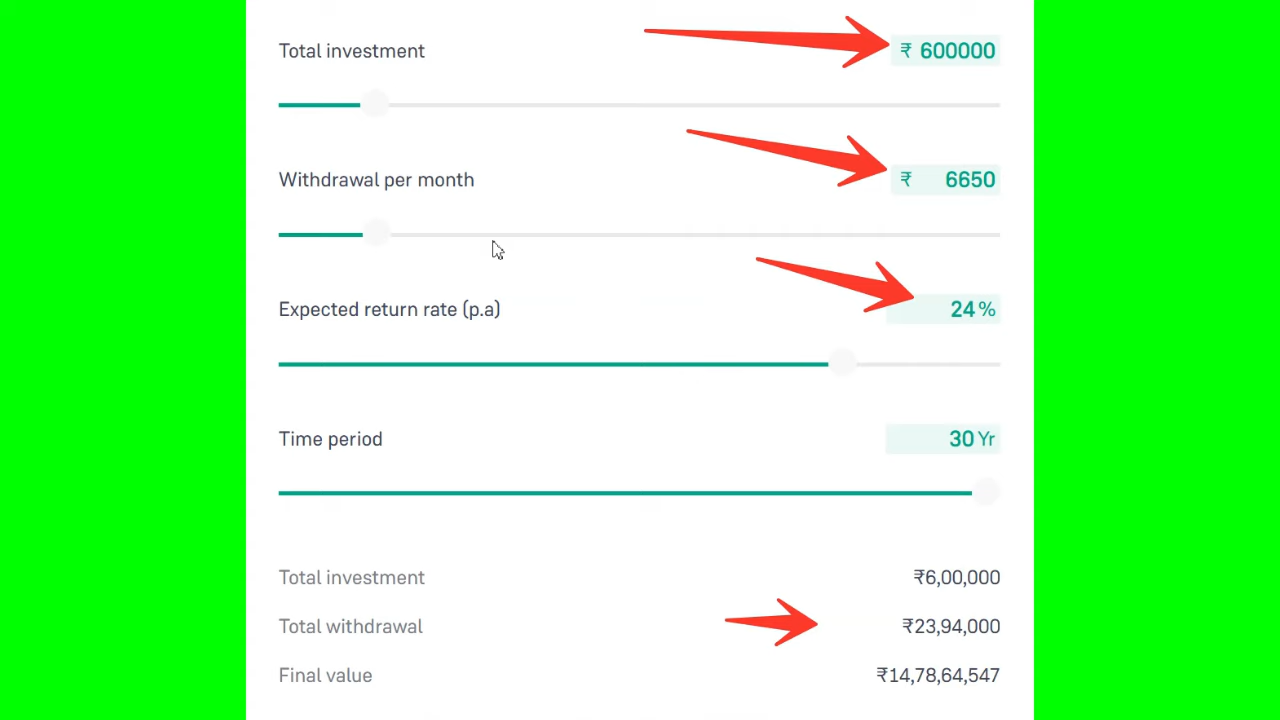 Total investment ₹ 600000
Withdrawal per month ₹ 6650
Expected return rate (p.a) 24 %
Time period 30 Yr
Total investment ₹6,00,000
Total withdrawal ₹23,94,000
Final value ₹14,78,64,547